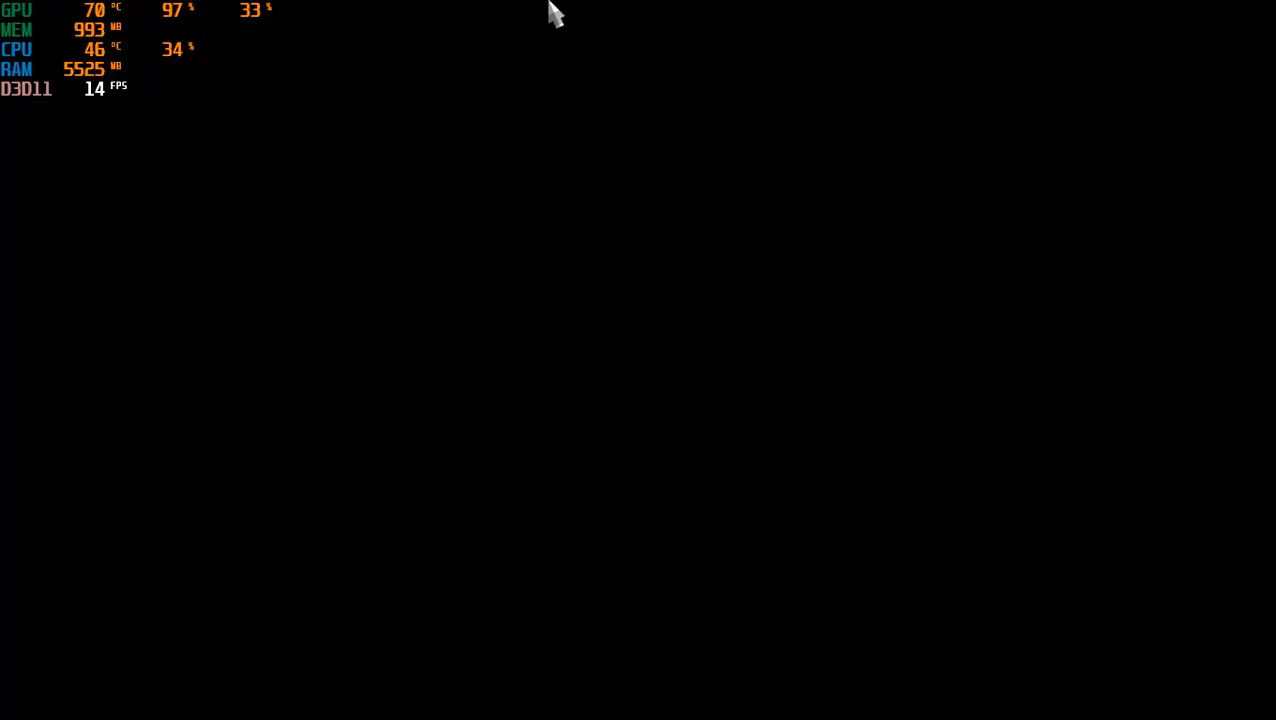 GPU 70 °C 97 % 33 %
MEM 993 MB
CPU 46 °C 34 %
RAM 5525 MB
D3D11 14 FPS